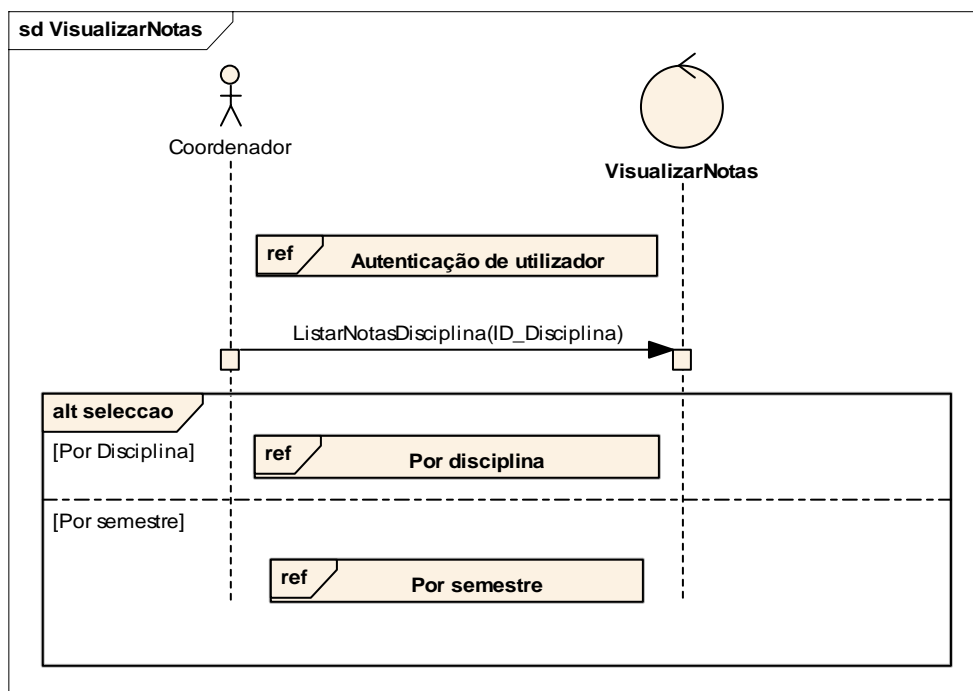 sd VisualizarNotas
Coordenador
VisualizarNotas
ref
Autenticação de utilizador
ListarNotasDisciplina(ID_Disciplina)
alt seleccao
[Por Disciplina]
ref
Por disciplina
[Por semestre]
ref
Por semestre